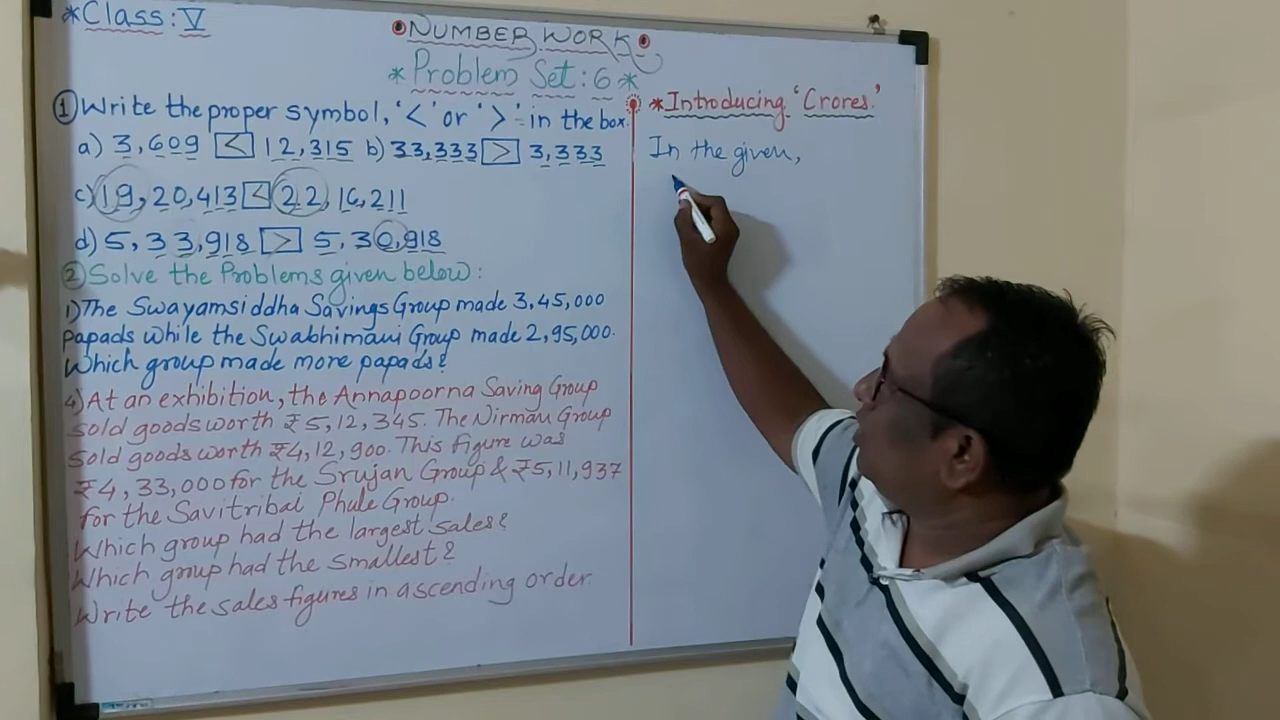 *Class: V
NUMBER WORK
* Problem Set: 6 *
① Write the proper symbol, '<' or '>' in the box.
a) 3,609 < 12,315 b) 33,333 > 3,333
c) 19,20,413 < 22,16,211
d) 5,33,918 > 5,30,918
② Solve the Problems given below:
1) The Swayamsiddha Savings Group made 3,45,000
papads while the Swabhimani Group made 2,95,000.
Which group made more papads?
4) At an exhibition, the Annapoorna Saving Group
sold goods worth ₹5,12,345. The Nirman Group
sold goods worth ₹4,12,900. This figure was
₹4,33,000 for the Srujan Group & ₹5,11,937
for the Savitribai Phule Group.
Which group had the largest sales?
Which group had the smallest?
Write the sales figures in ascending order.
* Introducing 'Crores.'
In the given,